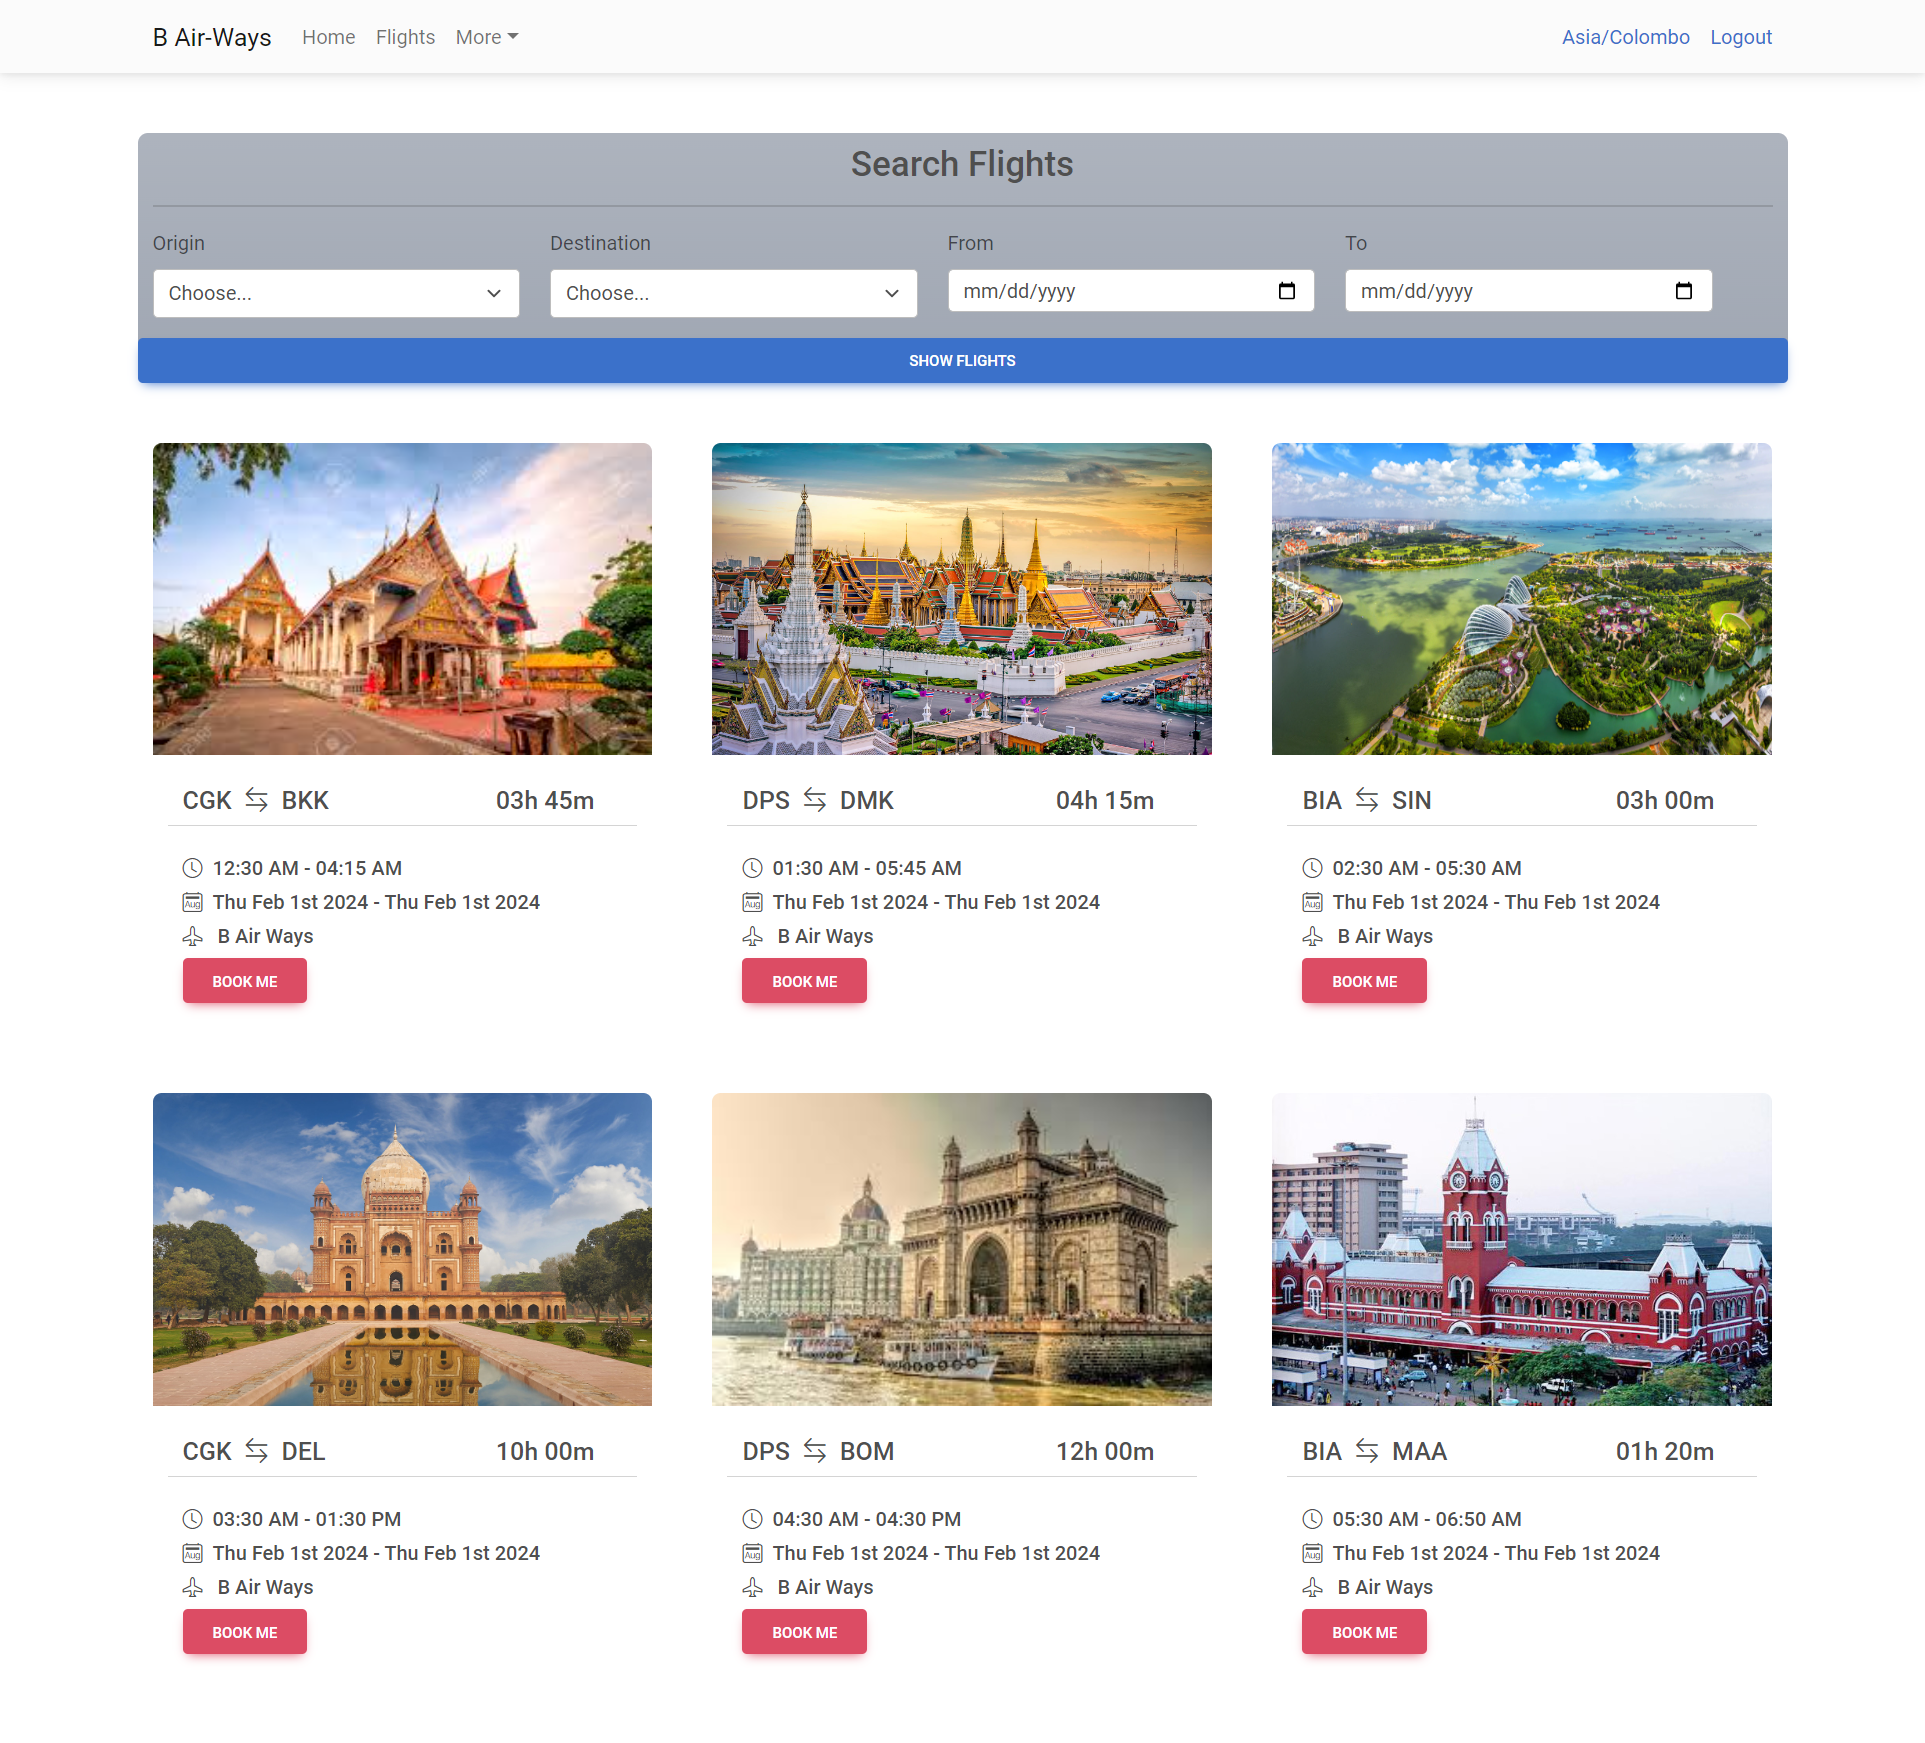 B Air-Ways Home Flights More Asia/Colombo Logout
Search Flights
Origin Destination From To
Choose... Choose... mm/dd/yyyy mm/dd/yyyy
SHOW FLIGHTS
CGK BKK 03h 45m
12:30 AM - 04:15 AM
Aug Thu Feb 1st 2024 - Thu Feb 1st 2024
B Air Ways
BOOK ME
DPS DMK 04h 15m
01:30 AM - 05:45 AM
Aug Thu Feb 1st 2024 - Thu Feb 1st 2024
B Air Ways
BOOK ME
BIA SIN 03h 00m
02:30 AM - 05:30 AM
Aug Thu Feb 1st 2024 - Thu Feb 1st 2024
B Air Ways
BOOK ME
CGK DEL 10h 00m
03:30 AM - 01:30 PM
Aug Thu Feb 1st 2024 - Thu Feb 1st 2024
B Air Ways
BOOK ME
DPS BOM 12h 00m
04:30 AM - 04:30 PM
Aug Thu Feb 1st 2024 - Thu Feb 1st 2024
B Air Ways
BOOK ME
BIA MAA 01h 20m
05:30 AM - 06:50 AM
Aug Thu Feb 1st 2024 - Thu Feb 1st 2024
B Air Ways
BOOK ME